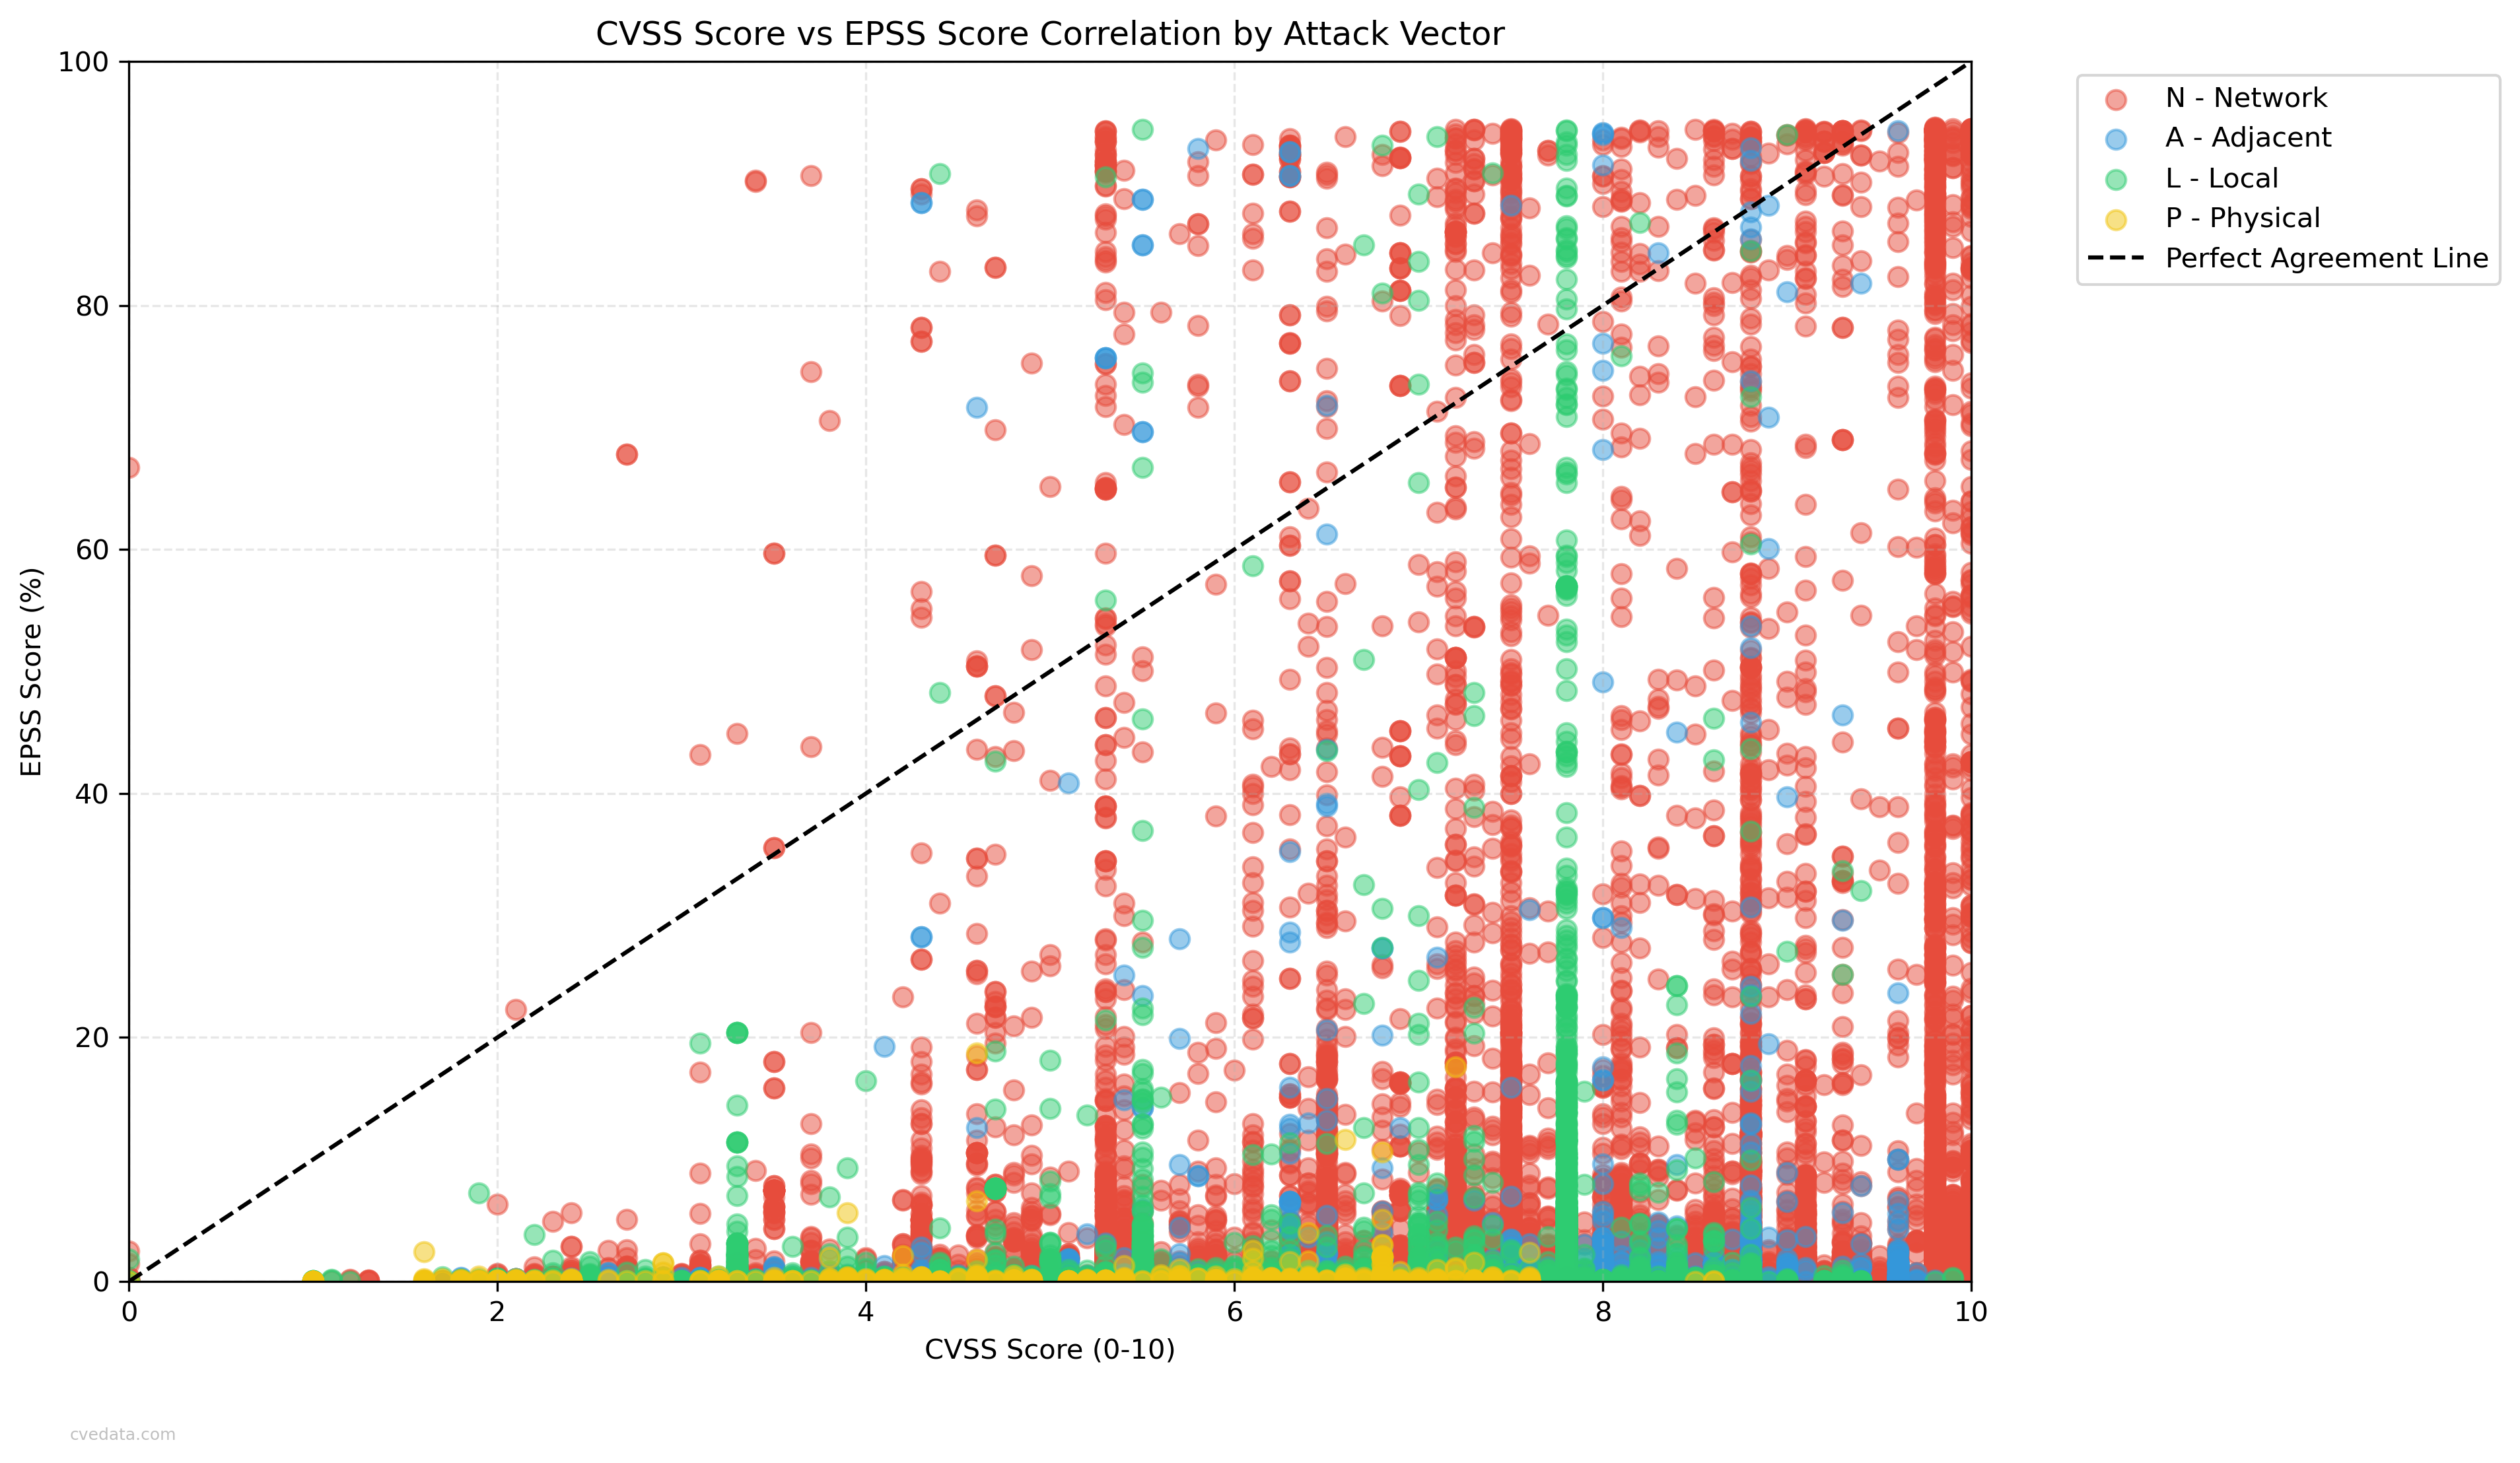 CVSS Score vs EPSS Score Correlation by Attack Vector
100
80
60
40
20
0
EPSS Score (%)
0 2 4 6 8 10
CVSS Score (0-10)
N - Network
A - Adjacent
L - Local
P - Physical
Perfect Agreement Line
cvedata.com